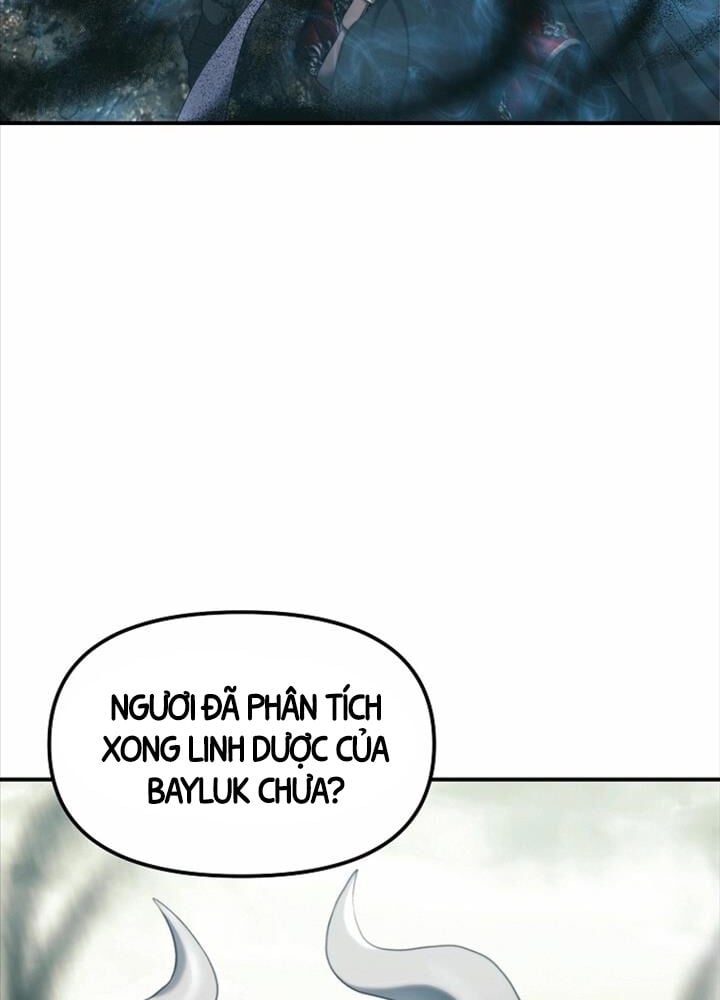 NGƯƠI ĐÃ PHÂN TÍCH
XONG LINH DƯỢC CỦA
BAYLUK CHƯA?